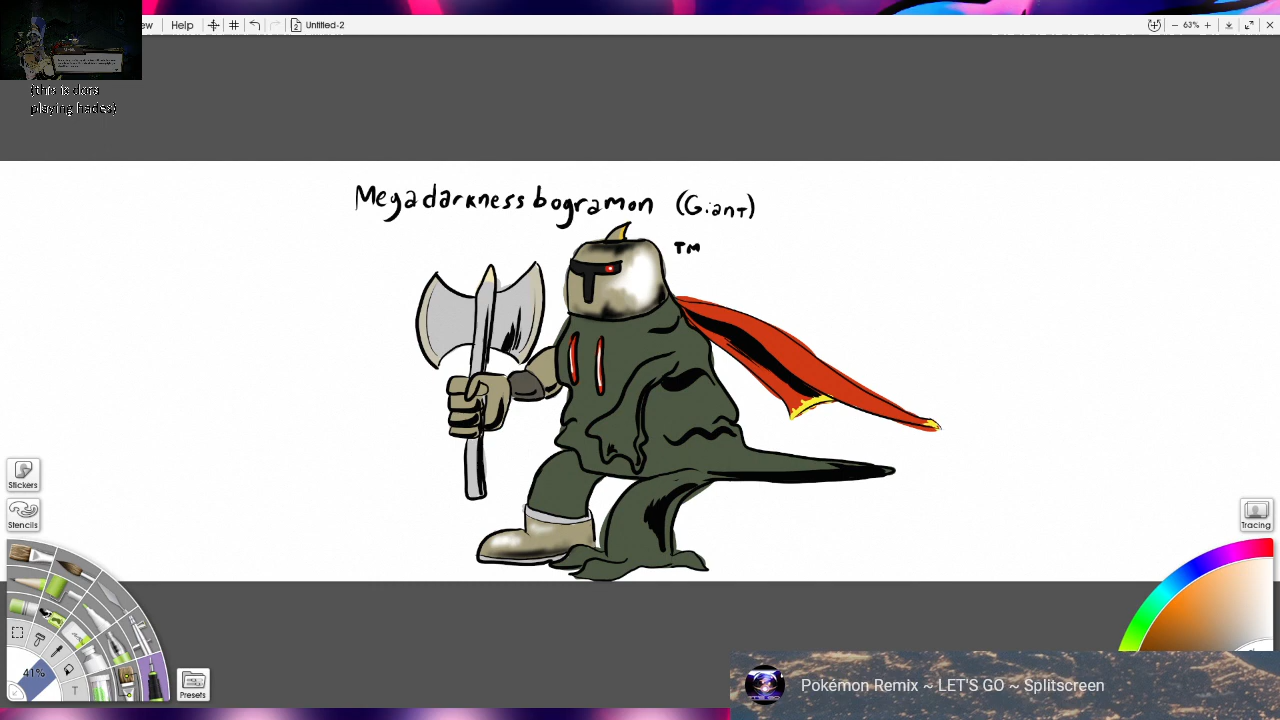 ew Help Untitled-2 63%
(this is dors
playing hades)
Megadarkness bogramon (Giant)
TM
Stickers
Stencils
Tracing
41%
T
Presets
Pokémon Remix ~ LET'S GO ~ Splitscreen